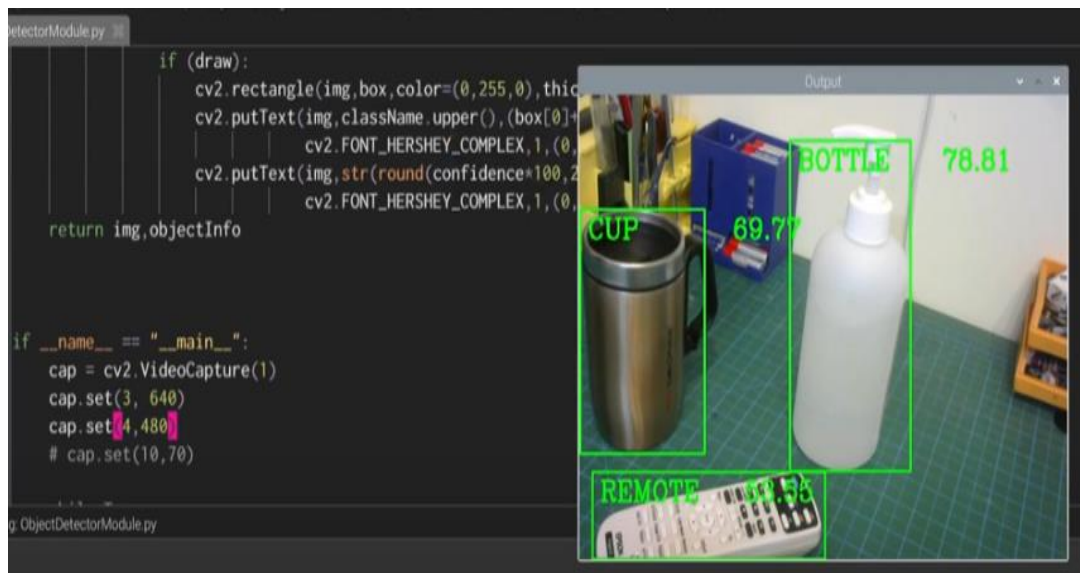 etectorModule.py
if (draw):
cv2.rectangle(img,box,color=(0,255,0),thic
cv2.putText(img,className.upper(),(box[0]+
cv2.FONT_HERSHEY_COMPLEX,1,(0,
cv2.putText(img,str(round(confidence*100,2
cv2.FONT_HERSHEY_COMPLEX,1,(0,
return img,objectInfo
if __name__ == "__main__":
cap = cv2.VideoCapture(1)
cap.set(3, 640)
cap.set(4,480)
# cap.set(10,70)
g: ObjectDetectorModule.py
Output
BOTTLE 78.81
CUP 69.77
REMOTE